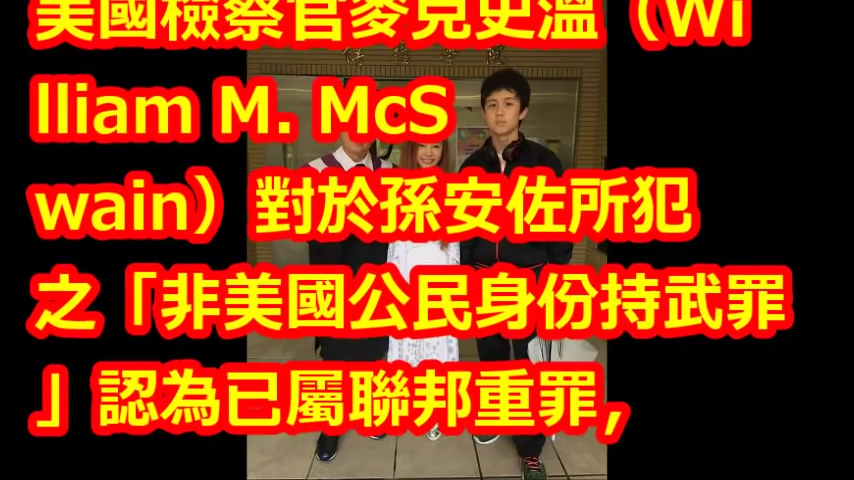 美國檢察官麥克史溫（Wi
lliam M. McS
wain）對於孫安佐所犯
之「非美國公民身份持武罪
」認為已屬聯邦重罪，